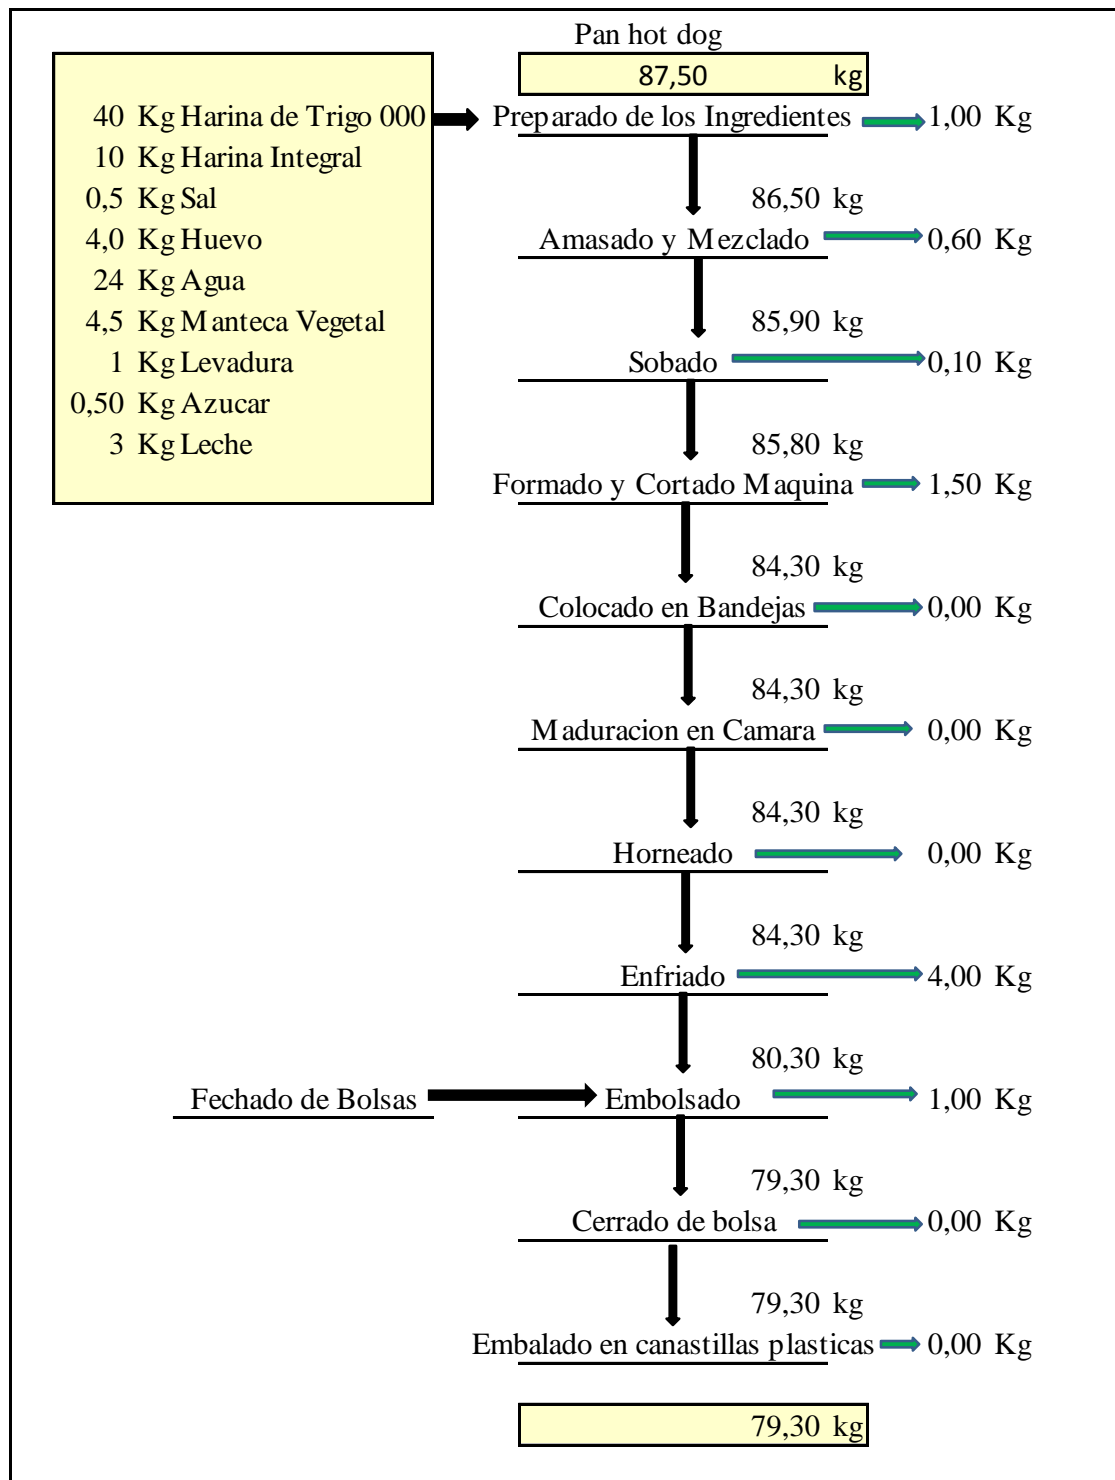 Pan hot dog
87,50 kg
40 Kg Harina de Trigo 000
10 Kg Harina Integral
0,5 Kg Sal
4,0 Kg Huevo
24 Kg Agua
4,5 Kg Manteca Vegetal
1 Kg Levadura
0,50 Kg Azucar
3 Kg Leche
Preparado de los Ingredientes 1,00 Kg
86,50 kg
Amasado y Mezclado 0,60 Kg
85,90 kg
Sobado 0,10 Kg
85,80 kg
Formado y Cortado Maquina 1,50 Kg
84,30 kg
Colocado en Bandejas 0,00 Kg
84,30 kg
Maduracion en Camara 0,00 Kg
84,30 kg
Horneado 0,00 Kg
84,30 kg
Enfriado 4,00 Kg
80,30 kg
Fechado de Bolsas Embolsado 1,00 Kg
79,30 kg
Cerrado de bolsa 0,00 Kg
79,30 kg
Embalado en canastillas plasticas 0,00 Kg
79,30 kg